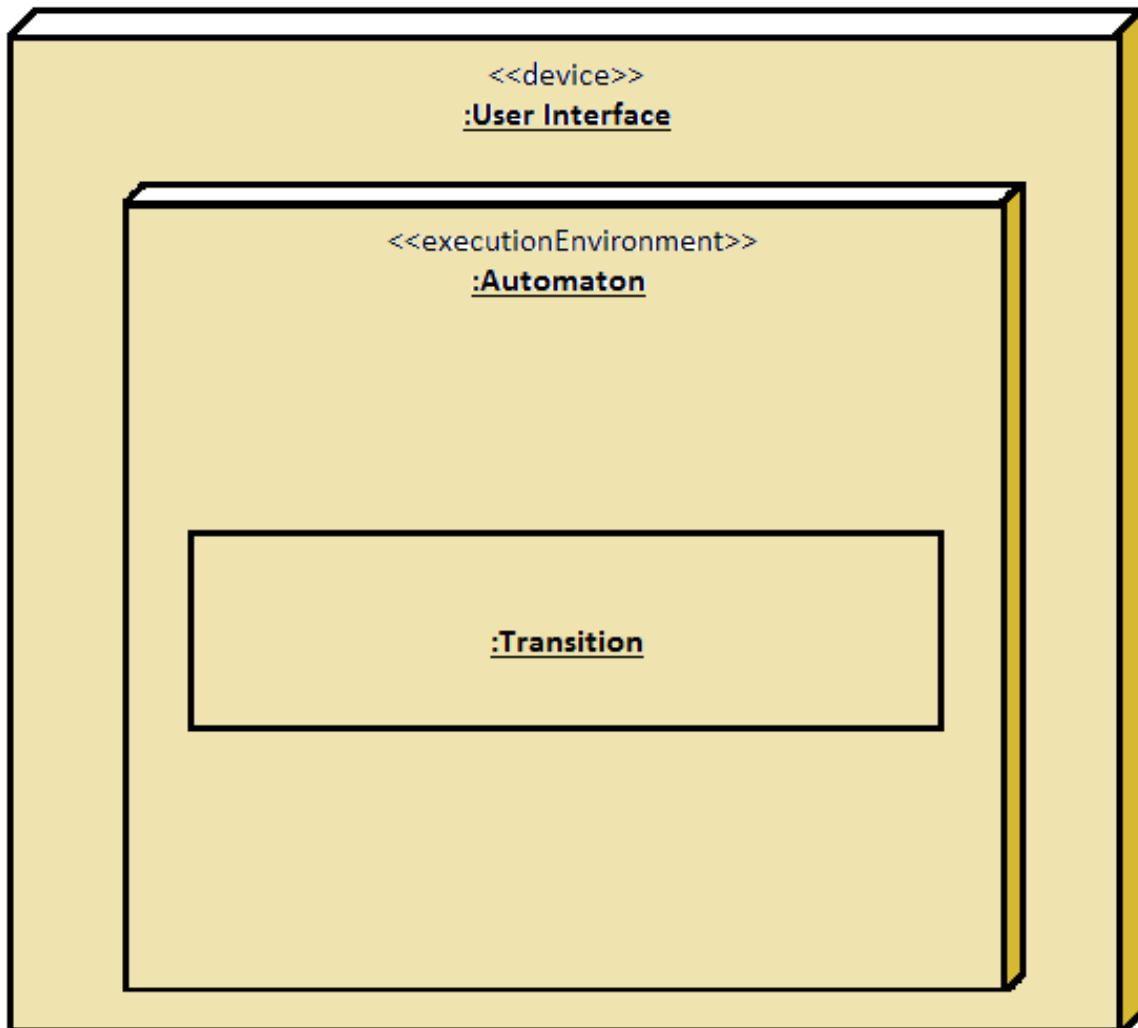 <<device>>
:User Interface
<<executionEnvironment>>
:Automaton
:Transition